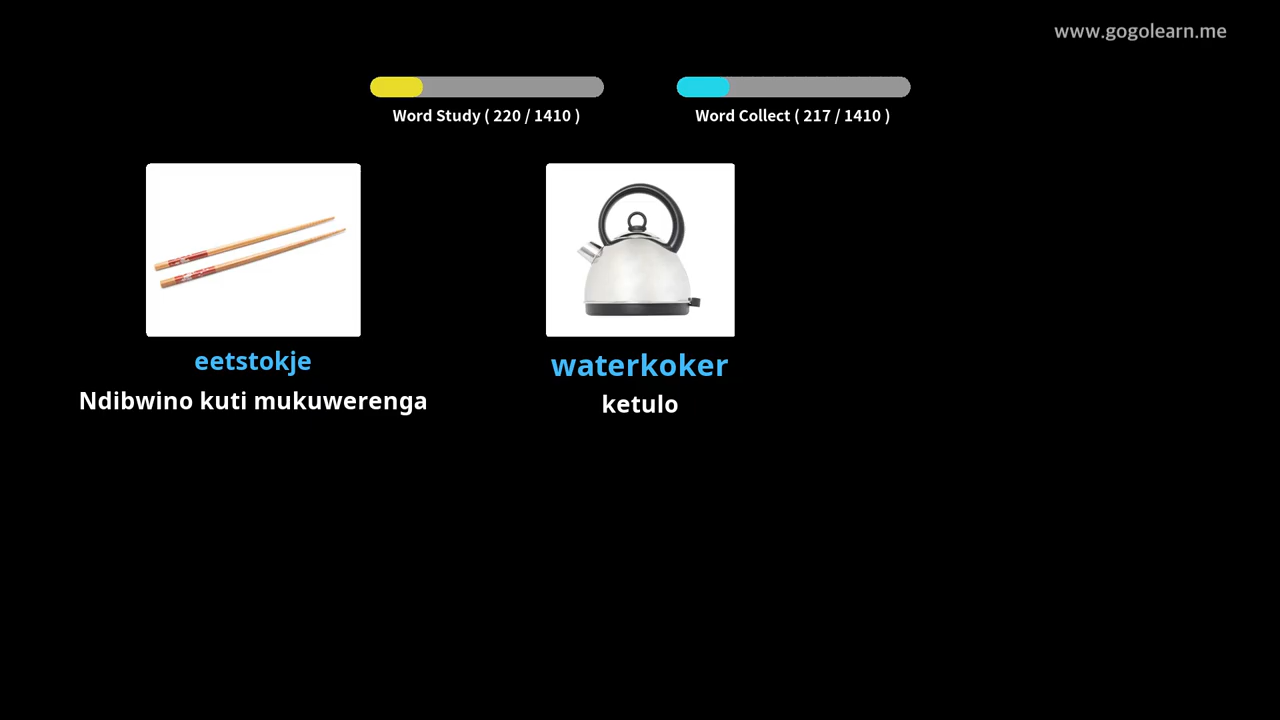 www.gogolearn.me
Word Study ( 220 / 1410 )
Word Collect ( 217 / 1410 )
eetstokje
Ndibwino kuti mukuwerenga
waterkoker
ketulo